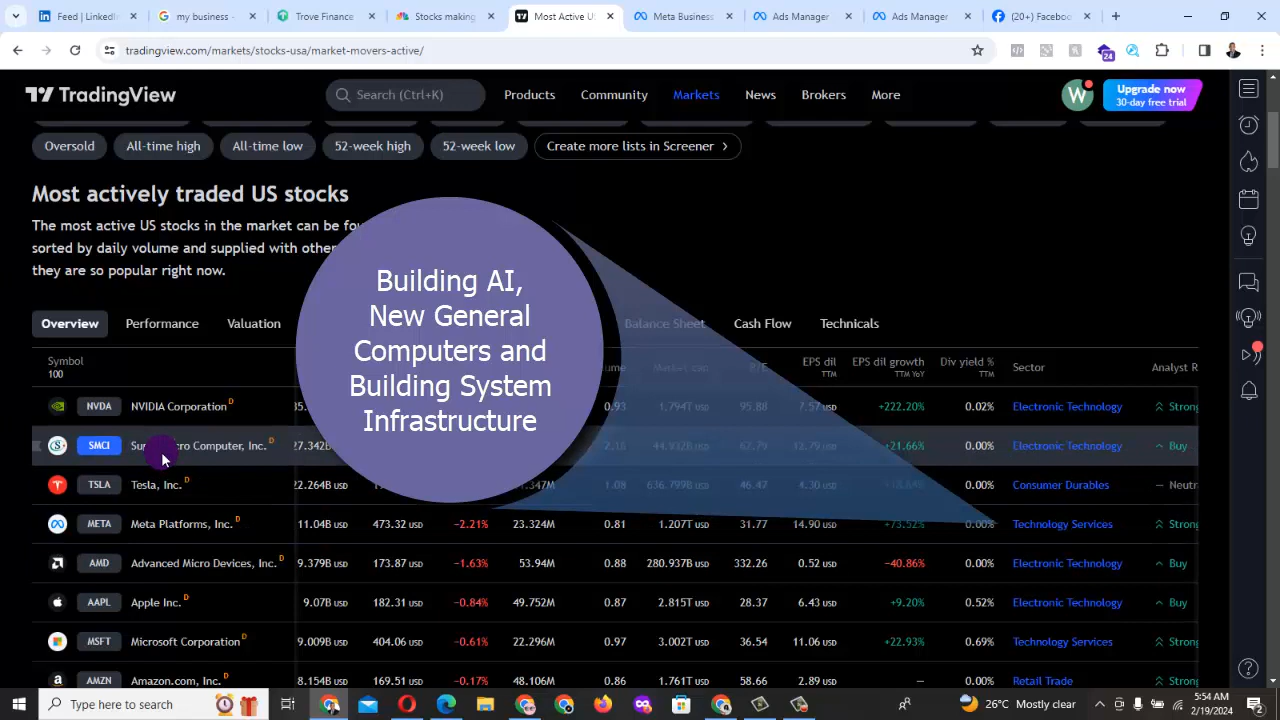 Feed | LinkedIn
my business -
Trove Finance
Stocks making
Most Active US
Meta Business
Ads Manager
Ads Manager
(20+) Facebo
tradingview.com/markets/stocks-usa/market-movers-active/
24
TradingView
Search (Ctrl+K)
Products
Community
Markets
News
Brokers
More
W
Upgrade now
30-day free trial
Oversold
All-time high
All-time low
52-week high
52-week low
Create more lists in Screener
Most actively traded US stocks
The most active US stocks in the market can be fou
sorted by daily volume and supplied with other
they are so popular right now.
Building AI,
New General
Computers and
Building System
Infrastructure
Overview
Performance
Valuation
Balance Sheet
Cash Flow
Technicals
Symbol
100
EPS dil
TTM
EPS dil growth
TTM YoY
Div yield %
TTM
Sector
Analyst R
NVDA NVIDIA Corporation D 0.93 1.794T USD 95.88 7.57 USD +222.20% 0.02% Electronic Technology Strong
SMCI Computer, Inc. D 27.342B 44.932B USD 67.79 12.79 USD +21.66% 0.00% Electronic Technology Buy
TSLA Tesla, Inc. D 22.264B 1.08 636.799B USD 46.47 4.30 USD 0.00% Consumer Durables — Neutra
META Meta Platforms, Inc. D 11.04B USD 473.32 USD −2.21% 23.324M 0.81 1.207T USD 31.77 14.90 USD +73.52% 0.00% Technology Services Strong
AMD Advanced Micro Devices, Inc. D 9.379B USD 173.87 USD −1.63% 53.94M 0.88 280.937B USD 332.26 0.52 USD −40.86% 0.00% Electronic Technology Buy
AAPL Apple Inc. D 9.07B USD 182.31 USD −0.84% 49.752M 0.87 2.815T USD 28.37 6.43 USD +9.20% 0.52% Electronic Technology Buy
MSFT Microsoft Corporation D 9.009B USD 404.06 USD −0.61% 22.296M 0.97 3.002T USD 36.54 11.06 USD +22.93% 0.69% Technology Services Strong
AMZN Amazon.com, Inc. D 8.154B USD 169.51 USD −0.17% 48.106M 0.86 1.761T USD 58.66 2.89 USD — 0.00% Retail Trade Strong
Type here to search
26°C Mostly clear
5:54 AM
2/19/2024
2